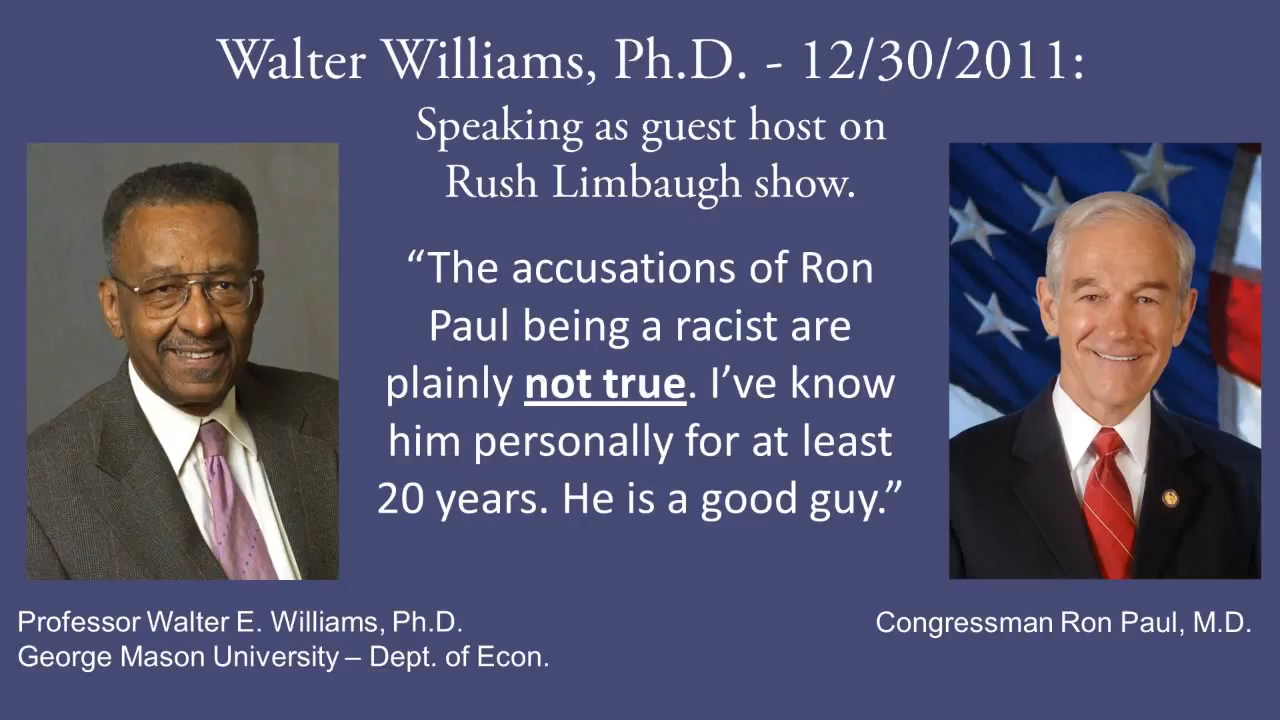 Walter Williams, Ph.D. - 12/30/2011:
Speaking as guest host on
Rush Limbaugh show.
“The accusations of Ron
Paul being a racist are
plainly not true. I’ve know
him personally for at least
20 years. He is a good guy.”
Professor Walter E. Williams, Ph.D.
George Mason University – Dept. of Econ.
Congressman Ron Paul, M.D.